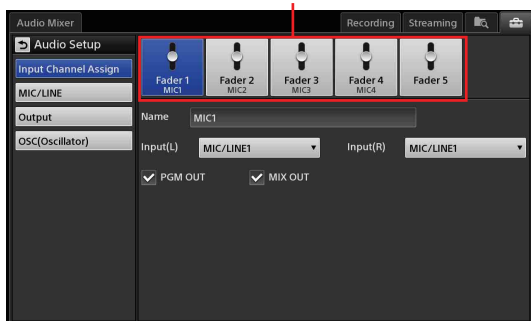 Audio Mixer
Recording
Streaming
Audio Setup
Input Channel Assign
MIC/LINE
Output
OSC(Oscillator)
Fader 1
MIC1
Fader 2
MIC2
Fader 3
MIC3
Fader 4
MIC4
Fader 5
Name MIC1
Input(L) MIC/LINE1 Input(R) MIC/LINE1
PGM OUT MIX OUT